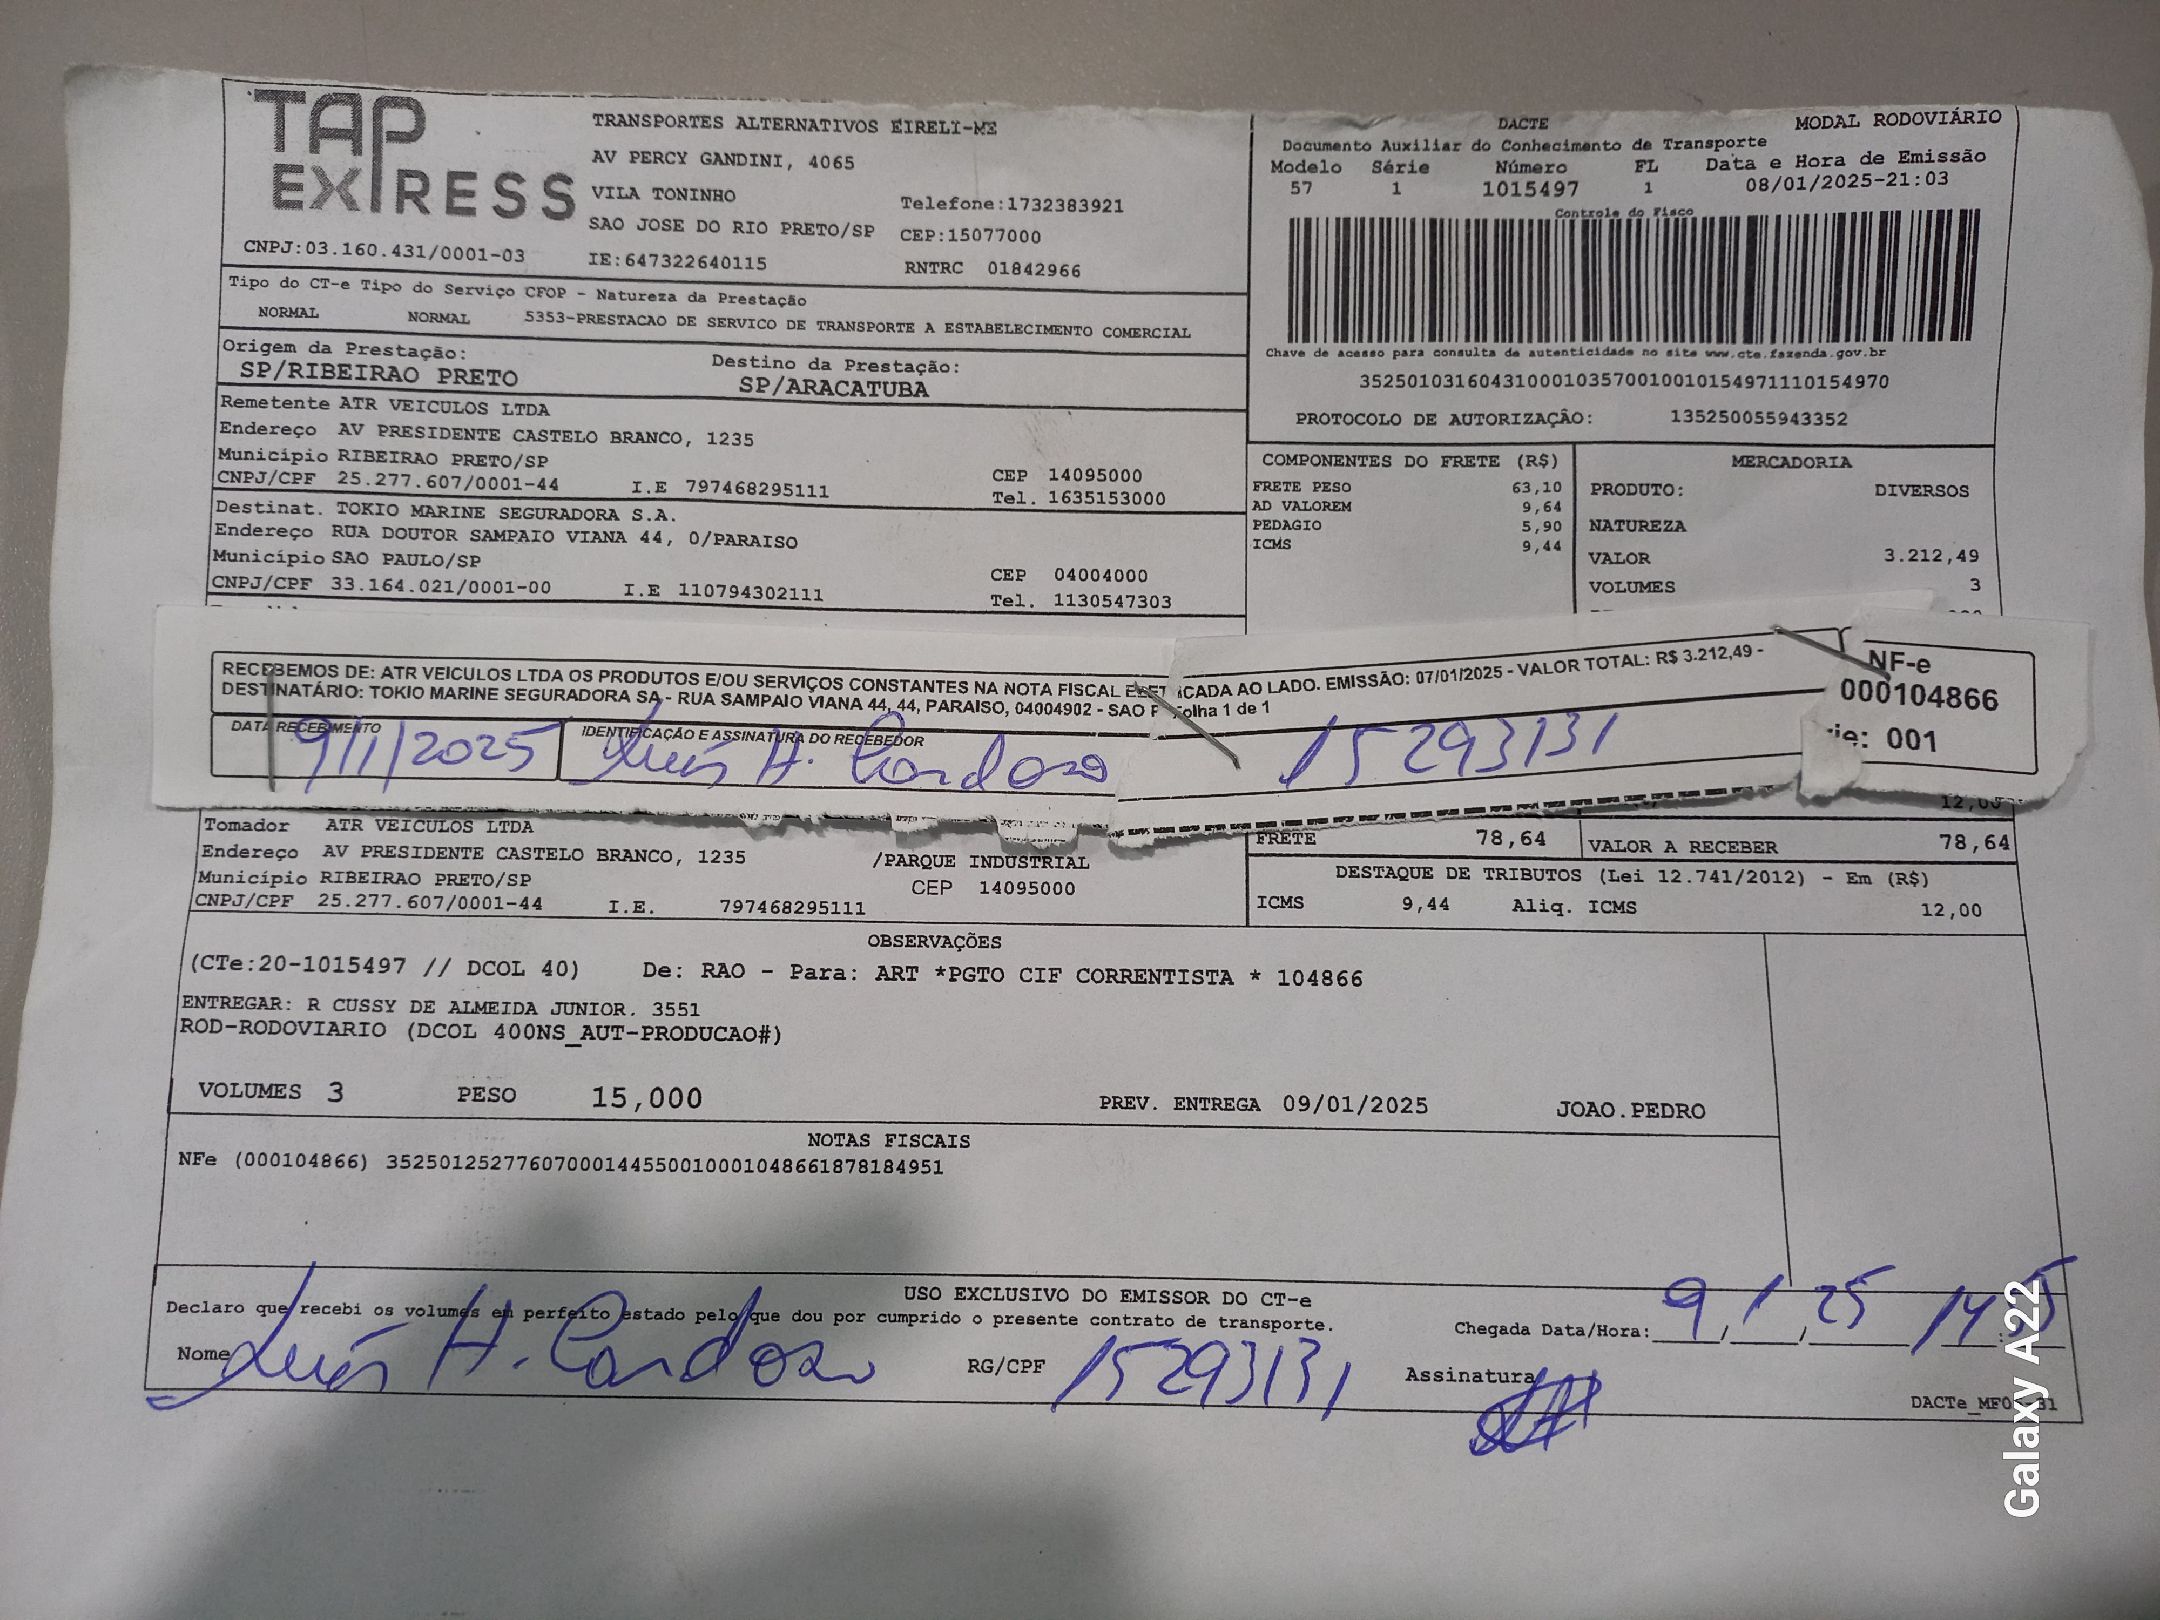 TAP EXPRESS
TRANSPORTES ALTERNATIVOS EIRELI-ME
AV PERCY GANDINI, 4065
VILA TONINHO
Telefone:1732383921
SAO JOSE DO RIO PRETO/SP CEP:15077000
CNPJ:03.160.431/0001-03 IE:647322640115 RNTRC 01842966
DACTE MODAL RODOVIÁRIO
Documento Auxiliar do Conhecimento de Transporte
Modelo Série Número FL Data e Hora de Emissão
57 1 1015497 1 08/01/2025-21:03
Controle do Fisco
Chave de acesso para consulta de autenticidade no site www.cte.fazenda.gov.br
35250103160431000103570010010154971110154970
PROTOCOLO DE AUTORIZAÇÃO: 135250055943352
Tipo do CT-e Tipo do Serviço CFOP - Natureza da Prestação
NORMAL NORMAL 5353-PRESTACAO DE SERVICO DE TRANSPORTE A ESTABELECIMENTO COMERCIAL
Origem da Prestação: Destino da Prestação:
SP/RIBEIRAO PRETO SP/ARACATUBA
Remetente ATR VEICULOS LTDA
Endereço AV PRESIDENTE CASTELO BRANCO, 1235
Município RIBEIRAO PRETO/SP CEP 14095000
CNPJ/CPF 25.277.607/0001-44 I.E 797468295111 Tel. 1635153000
Destinat. TOKIO MARINE SEGURADORA S.A.
Endereço RUA DOUTOR SAMPAIO VIANA 44, 0/PARAISO
Município SAO PAULO/SP CEP 04004000
CNPJ/CPF 33.164.021/0001-00 I.E 110794302111 Tel. 1130547303
COMPONENTES DO FRETE (R$)
FRETE PESO 63,10
AD VALOREM 9,64
PEDAGIO 5,90
ICMS 9,44
MERCADORIA
PRODUTO: DIVERSOS
NATUREZA
VALOR 3.212,49
VOLUMES 3
RECEBEMOS DE: ATR VEICULOS LTDA OS PRODUTOS E/OU SERVIÇOS CONSTANTES NA NOTA FISCAL ELET ICADA AO LADO. EMISSÃO: 07/01/2025 - VALOR TOTAL: R$ 3.212,49 -
DESTINATÁRIO: TOKIO MARINE SEGURADORA SA - RUA SAMPAIO VIANA 44, 44, PARAISO, 04004902 - SAO P olha 1 de 1
DATA RECEBIMENTO IDENTIFICAÇÃO E ASSINATURA DO RECEBEDOR
9/1/2025 Luis H. Cardoso 15293131
NF-e
000104866
rie: 001
12,00
Tomador ATR VEICULOS LTDA
Endereço AV PRESIDENTE CASTELO BRANCO, 1235 /PARQUE INDUSTRIAL
Município RIBEIRAO PRETO/SP CEP 14095000
CNPJ/CPF 25.277.607/0001-44 I.E. 797468295111
FRETE 78,64 VALOR A RECEBER 78,64
DESTAQUE DE TRIBUTOS (Lei 12.741/2012) - Em (R$)
ICMS 9,44 Aliq. ICMS 12,00
OBSERVAÇÕES
(CTe:20-1015497 // DCOL 40) De: RAO - Para: ART *PGTO CIF CORRENTISTA * 104866
ENTREGAR: R CUSSY DE ALMEIDA JUNIOR. 3551
ROD-RODOVIARIO (DCOL 400NS_AUT-PRODUCAO#)
VOLUMES 3 PESO 15,000 PREV. ENTREGA 09/01/2025 JOAO.PEDRO
NOTAS FISCAIS
NFe (000104866) 35250125277607000144550010001048661878184951
USO EXCLUSIVO DO EMISSOR DO CT-e
Declaro que recebi os volumes em perfeito estado pelo que dou por cumprido o presente contrato de transporte.
Chegada Data/Hora: 9 / 1 / 25 14:55
Nome Luis H. Cardoso RG/CPF 15293131 Assinatura
DACTe_MF0 31
Galaxy A22